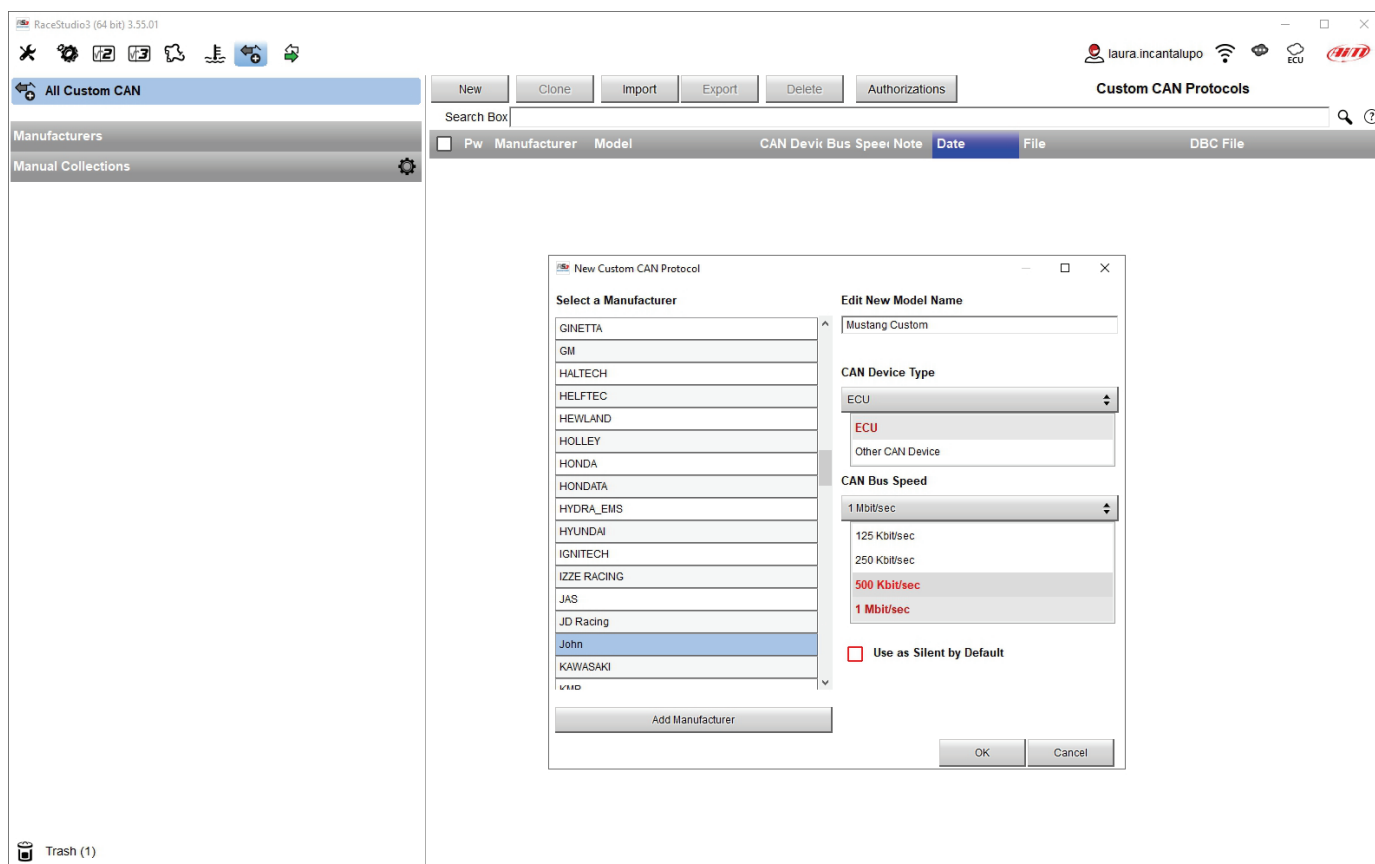 RaceStudio3 (64 bit) 3.55.01
laura.incantalupo
ECU
AIM
All Custom CAN
New Clone Import Export Delete Authorizations Custom CAN Protocols
Search Box
Manufacturers
Pw Manufacturer Model CAN Devic Bus Speed Note Date File DBC File
Manual Collections
New Custom CAN Protocol
Select a Manufacturer
GINETTA
GM
HALTECH
HELFTEC
HEWLAND
HOLLEY
HONDA
HONDATA
HYDRA_EMS
HYUNDAI
IGNITECH
IZZE RACING
JAS
JD Racing
John
KAWASAKI
Add Manufacturer
Edit New Model Name
Mustang Custom
CAN Device Type
ECU
ECU
Other CAN Device
CAN Bus Speed
1 Mbit/sec
125 Kbit/sec
250 Kbit/sec
500 Kbit/sec
1 Mbit/sec
Use as Silent by Default
OK Cancel
Trash (1)